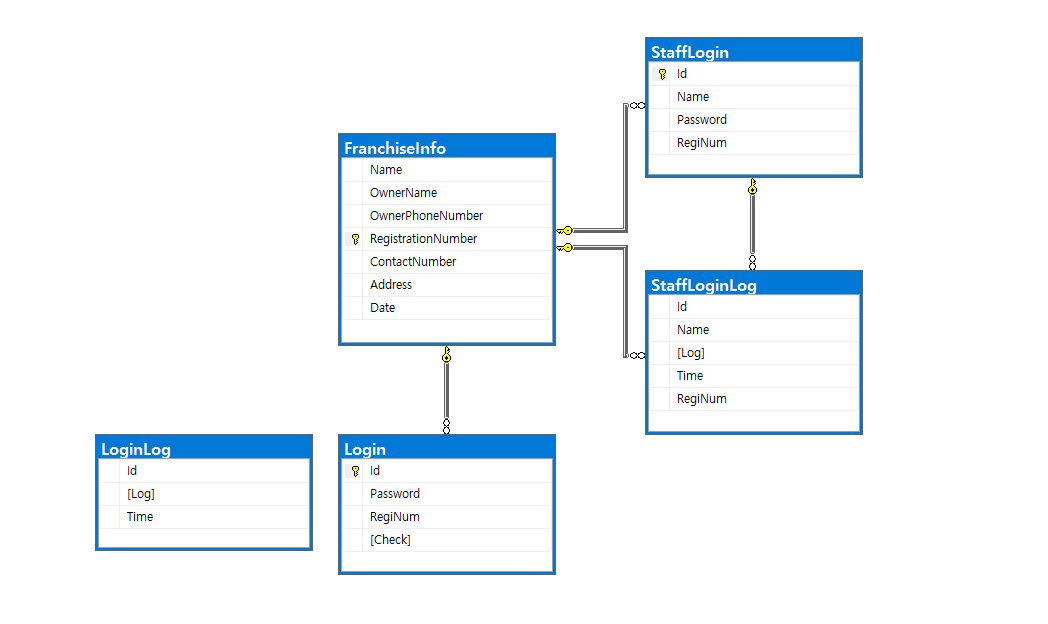 StaffLogin
Id
Name
Password
RegiNum
FranchiseInfo
Name
OwnerName
OwnerPhoneNumber
RegistrationNumber
ContactNumber
Address
Date
StaffLoginLog
Id
Name
[Log]
Time
RegiNum
LoginLog
Id
[Log]
Time
Login
Id
Password
RegiNum
[Check]